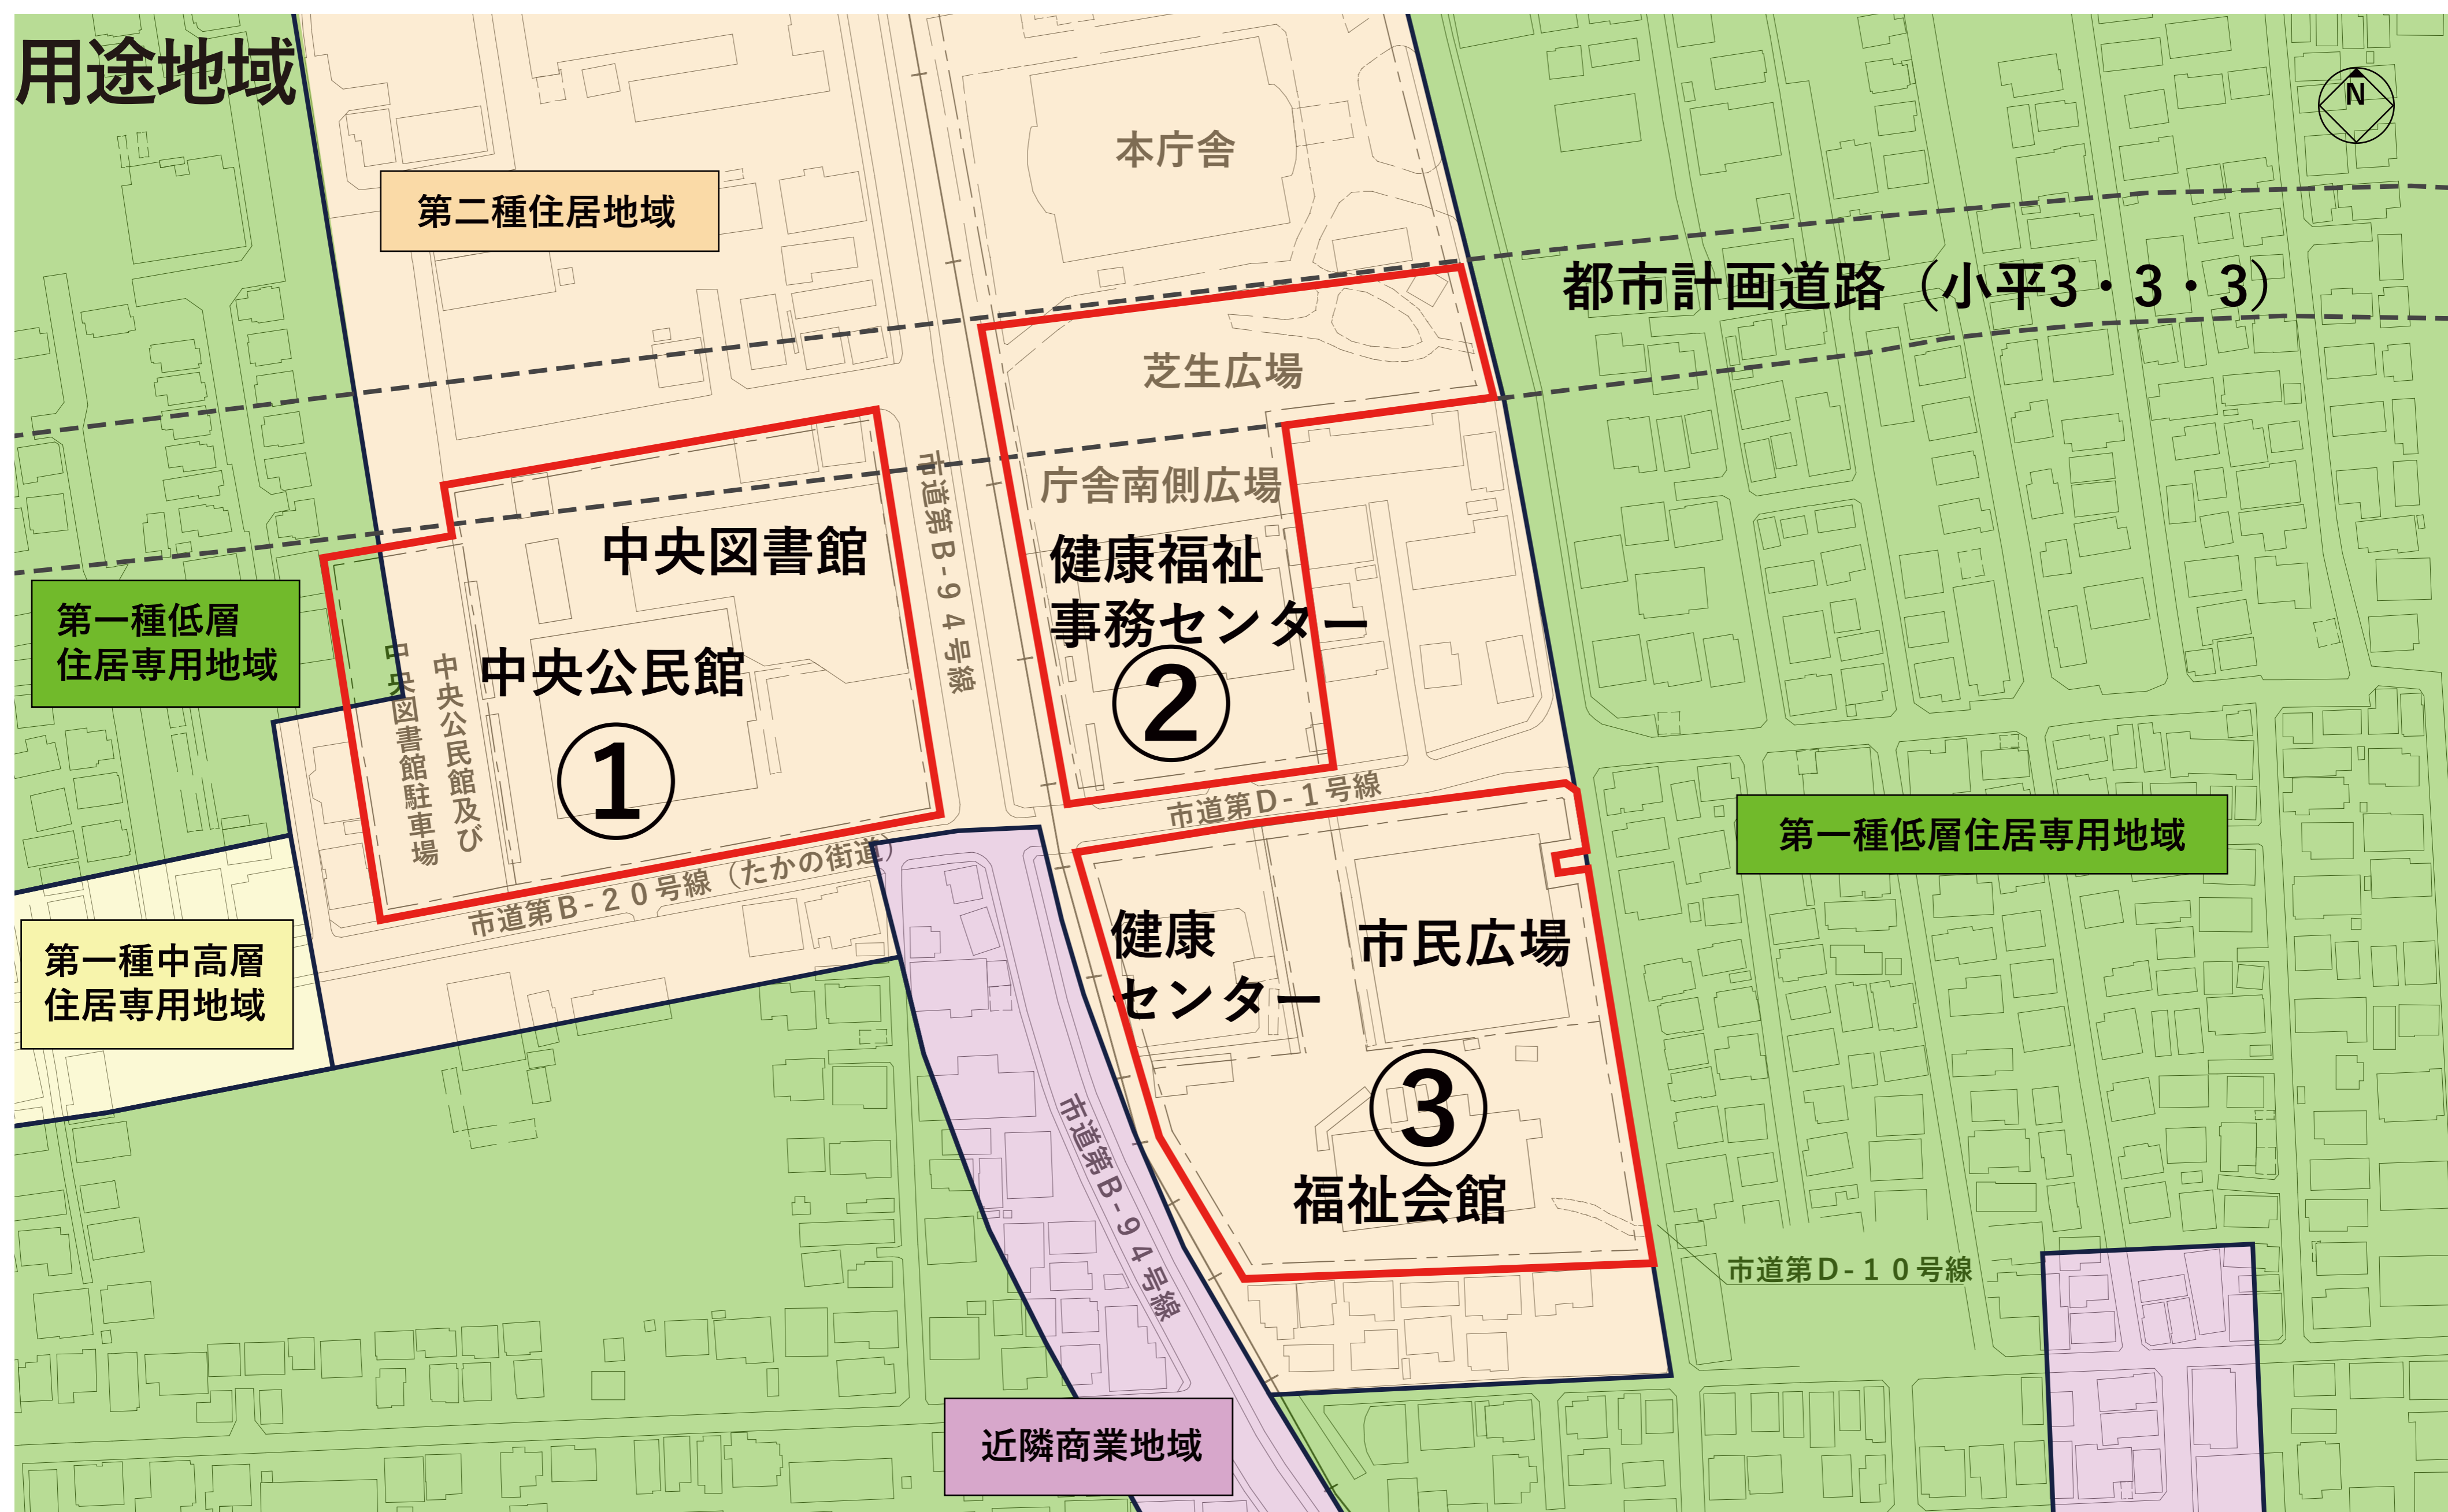 用途地域
N
本庁舎
第二種住居地域
都市計画道路（小平3・3・3）
芝生広場
庁舎南側広場
市道第Ｂ-９４号線
中央図書館
健康福祉
事務センター
②
第一種低層
住居専用地域
中央公民館
①
中央公民館及び
中央図書館駐車場
市道第Ｄ-１号線
市道第Ｂ-２０号線（たかの街道）
第一種低層住居専用地域
第一種中高層
住居専用地域
健康
センター
市民広場
③
福祉会館
市道第Ｂ-９４号線
市道第Ｄ-１０号線
近隣商業地域